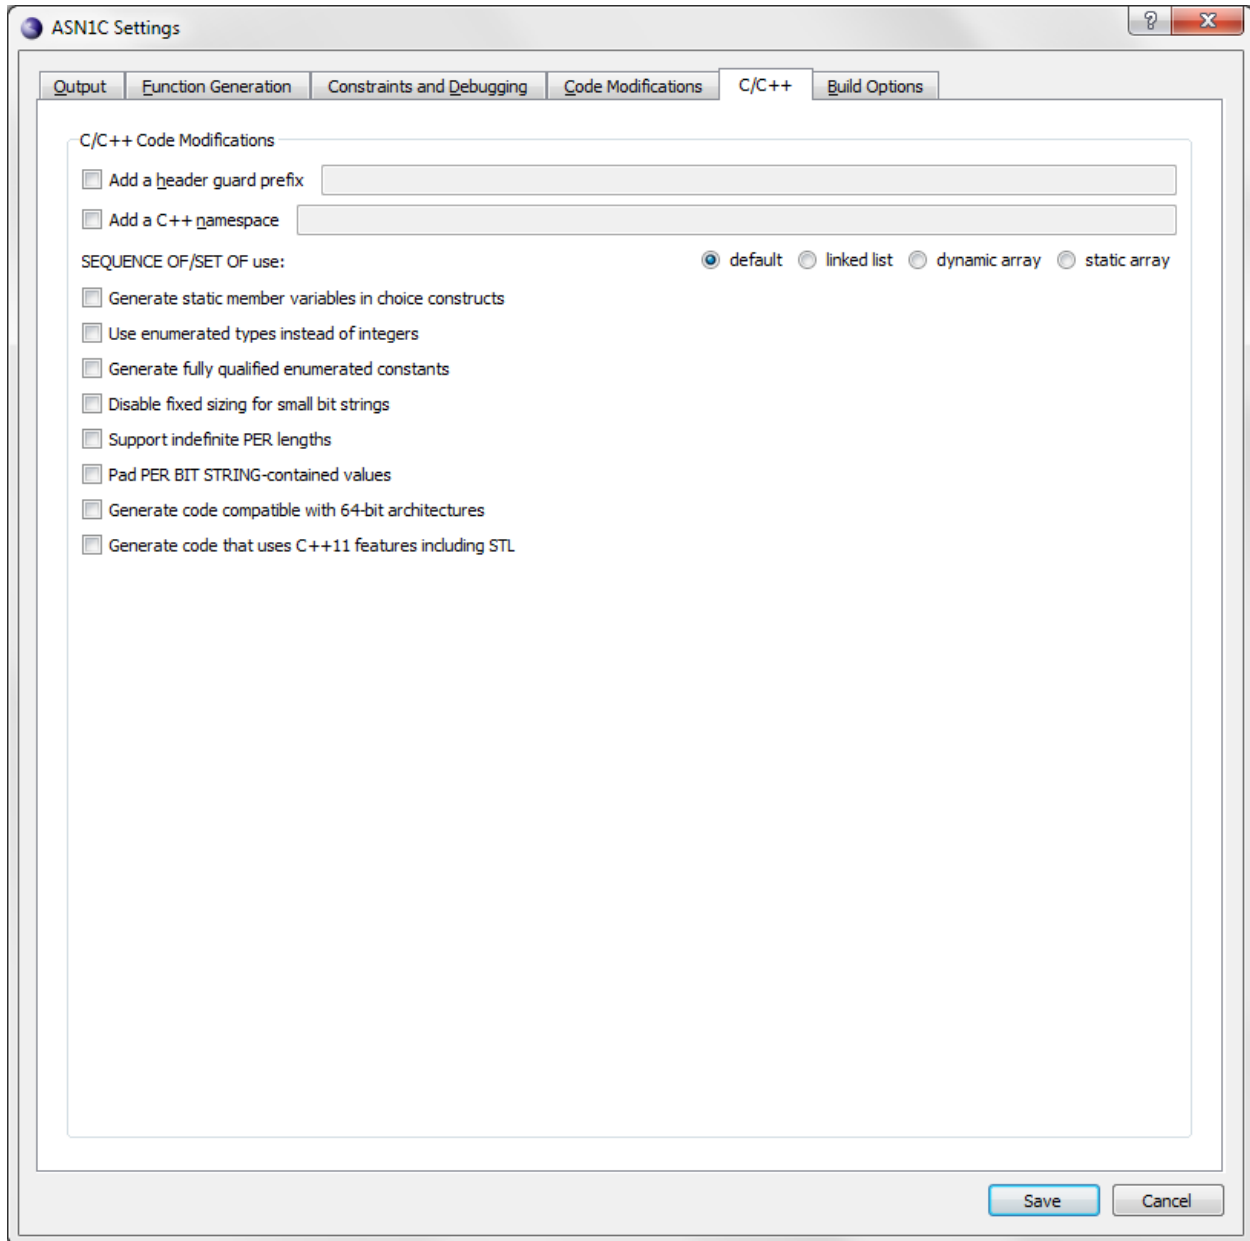 ASN1C Settings
Output Function Generation Constraints and Debugging Code Modifications C/C++ Build Options
C/C++ Code Modifications
Add a header guard prefix
Add a C++ namespace
SEQUENCE OF/SET OF use: default linked list dynamic array static array
Generate static member variables in choice constructs
Use enumerated types instead of integers
Generate fully qualified enumerated constants
Disable fixed sizing for small bit strings
Support indefinite PER lengths
Pad PER BIT STRING-contained values
Generate code compatible with 64-bit architectures
Generate code that uses C++11 features including STL
Save Cancel